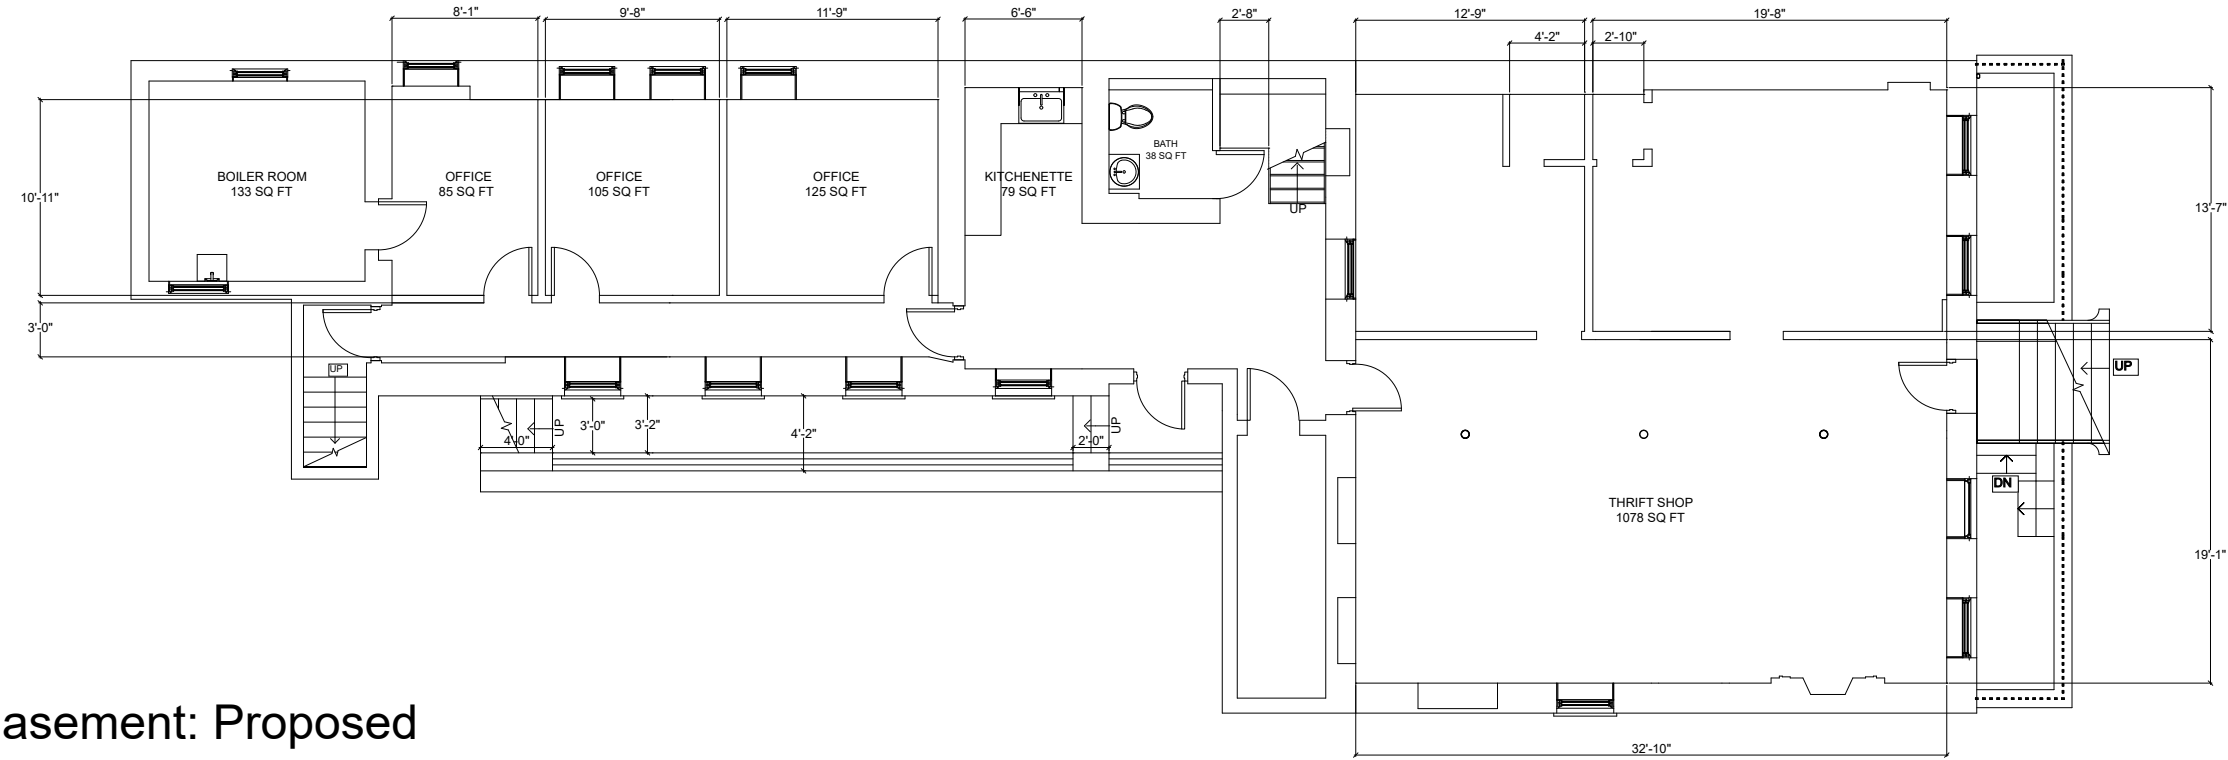 8'-1"
9'-8"
11'-9"
6'-6"
2'-8"
12'-9"
19'-8"
4'-2"
2'-10"
BOILER ROOM
133 SQ FT
OFFICE
85 SQ FT
OFFICE
105 SQ FT
OFFICE
125 SQ FT
KITCHENETTE
79 SQ FT
BATH
38 SQ FT
UP
10'-11"
13'-7"
3'-0"
UP
UP
4'-0"
UP
3'-0"
3'-2"
4'-2"
2'-0"
UP
DN
THRIFT SHOP
1078 SQ FT
19'-1"
asement: Proposed
32'-10"